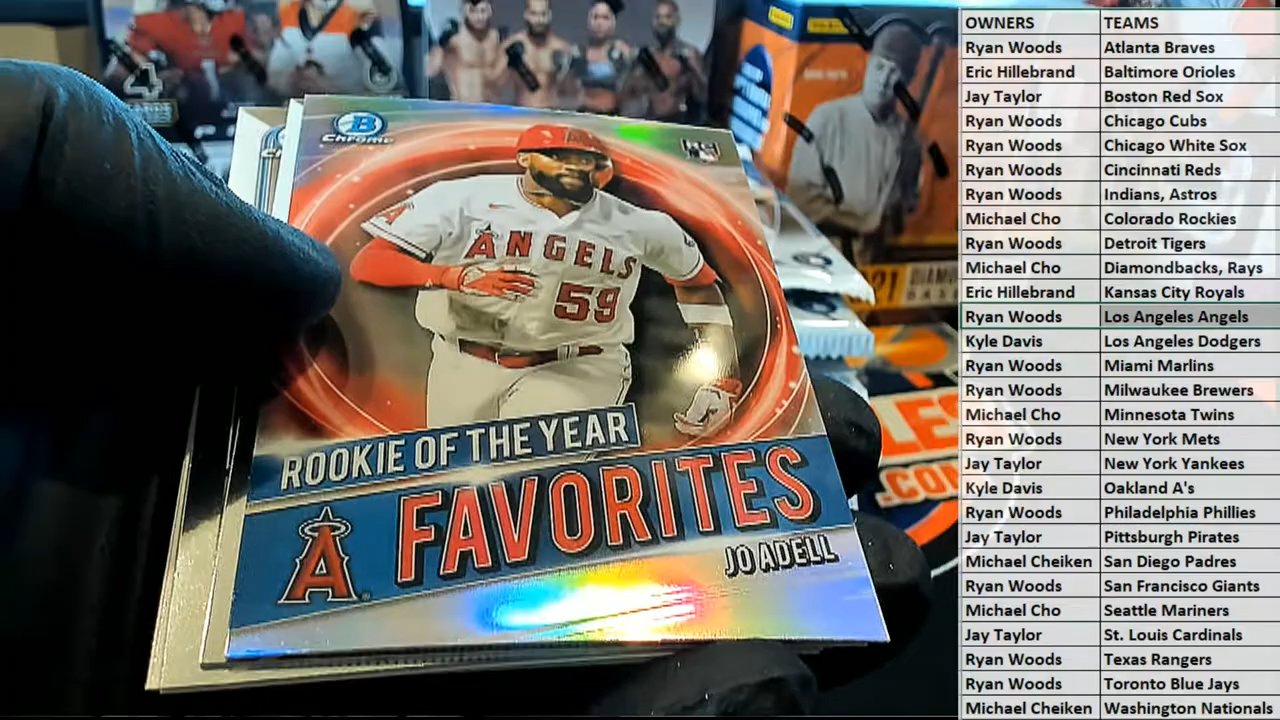 B
Chrome
RC
ANGELS
59
ROOKIE OF THE YEAR
FAVORITES
A
JO ADELL
LES
.COM
OWNERS TEAMS
Ryan Woods Atlanta Braves
Eric Hillebrand Baltimore Orioles
Jay Taylor Boston Red Sox
Ryan Woods Chicago Cubs
Ryan Woods Chicago White Sox
Ryan Woods Cincinnati Reds
Ryan Woods Indians, Astros
Michael Cho Colorado Rockies
Ryan Woods Detroit Tigers
Michael Cho Diamondbacks, Rays
Eric Hillebrand Kansas City Royals
Ryan Woods Los Angeles Angels
Kyle Davis Los Angeles Dodgers
Ryan Woods Miami Marlins
Ryan Woods Milwaukee Brewers
Michael Cho Minnesota Twins
Ryan Woods New York Mets
Jay Taylor New York Yankees
Kyle Davis Oakland A's
Ryan Woods Philadelphia Phillies
Jay Taylor Pittsburgh Pirates
Michael Cheiken San Diego Padres
Ryan Woods San Francisco Giants
Michael Cho Seattle Mariners
Jay Taylor St. Louis Cardinals
Ryan Woods Texas Rangers
Ryan Woods Toronto Blue Jays
Michael Cheiken Washington Nationals